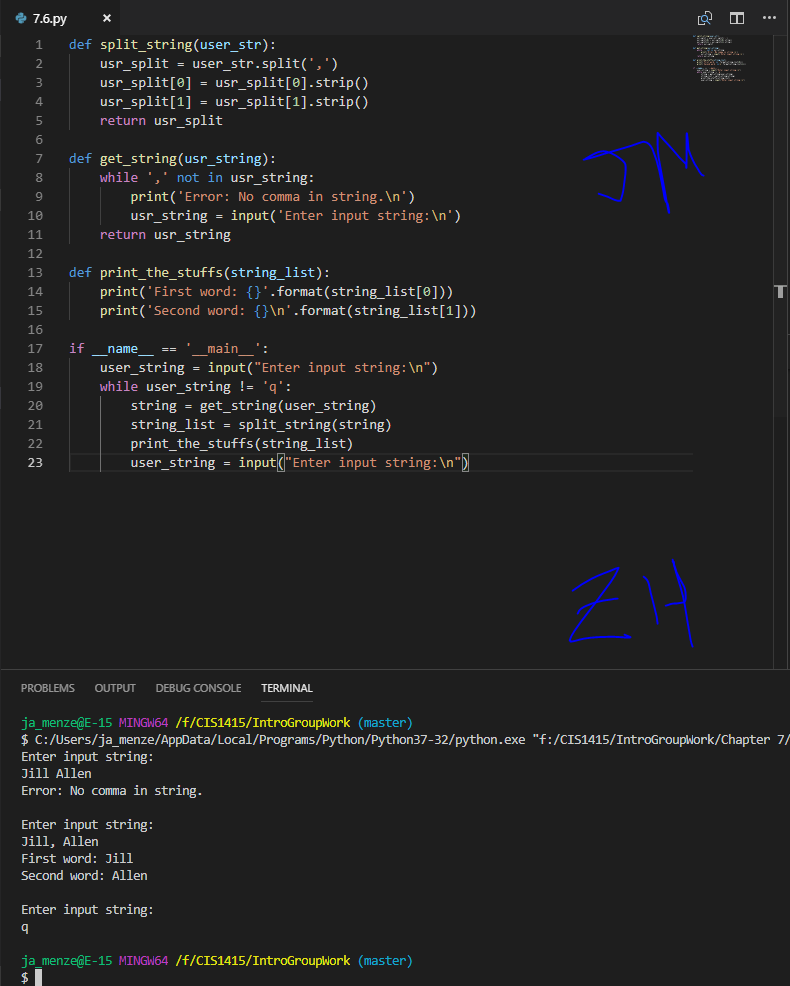 7.6.py
1 def split_string(user_str):
2     usr_split = user_str.split(',')
3     usr_split[0] = usr_split[0].strip()
4     usr_split[1] = usr_split[1].strip()
5     return usr_split
6
7 def get_string(usr_string):
8     while ',' not in usr_string:
9         print('Error: No comma in string.\n')
10         usr_string = input('Enter input string:\n')
11     return usr_string
12
13 def print_the_stuffs(string_list):
14     print('First word: {}'.format(string_list[0]))
15     print('Second word: {}\n'.format(string_list[1]))
16
17 if __name__ == '__main__':
18     user_string = input("Enter input string:\n")
19     while user_string != 'q':
20         string = get_string(user_string)
21         string_list = split_string(string)
22         print_the_stuffs(string_list)
23         user_string = input("Enter input string:\n")
JM
ZH
PROBLEMS OUTPUT DEBUG CONSOLE TERMINAL
ja_menze@E-15 MINGW64 /f/CIS1415/IntroGroupWork (master)
$ C:/Users/ja_menze/AppData/Local/Programs/Python/Python37-32/python.exe "f:/CIS1415/IntroGroupWork/Chapter 7/
Enter input string:
Jill Allen
Error: No comma in string.

Enter input string:
Jill, Allen
First word: Jill
Second word: Allen

Enter input string:
q

ja_menze@E-15 MINGW64 /f/CIS1415/IntroGroupWork (master)
$